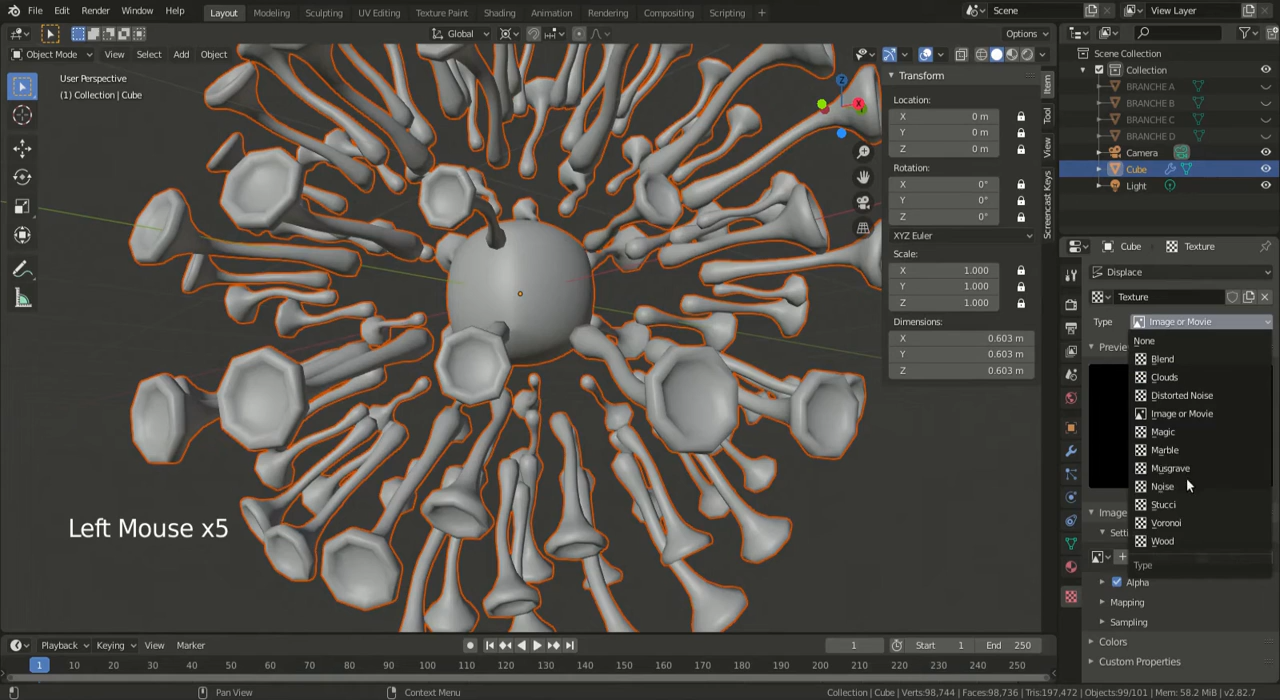 File Edit Render Window Help Layout Modeling Sculpting UV Editing Texture Paint Shading Animation Rendering Compositing Scripting + Scene View Layer
Global Options
Object Mode View Select Add Object
User Perspective
(1) Collection | Cube
Z
X
Transform
Location:
X 0 m
Y 0 m
Z 0 m
Rotation:
X 0°
Y 0°
Z 0°
XYZ Euler
Scale:
X 1.000
Y 1.000
Z 1.000
Dimensions:
X 0.603 m
Y 0.603 m
Z 0.603 m
Item
Tool
View
Screencast Keys
Scene Collection
Collection
BRANCHE A
BRANCHE B
BRANCHE C
BRANCHE D
Camera
Cube
Light
Cube Texture
Displace
Texture
Type Image or Movie
None
Previe
Blend
Clouds
Distorted Noise
Image or Movie
Magic
Marble
Musgrave
Noise
Stucci
Image
Voronoi
Setti
Wood
Type
Alpha
Mapping
Sampling
Colors
Custom Properties
Left Mouse x5
Playback Keying View Marker 1 Start 1 End 250
1 10 20 30 40 50 60 70 80 90 100 110 120 130 140 150 160 170 180 190 200 210 220 230 240 250
Pan View Context Menu Collection | Cube | Verts:98,744 | Faces:98,736 | Tris:197,472 | Objects:99/101 | Mem: 58.2 MiB | v2.82.7